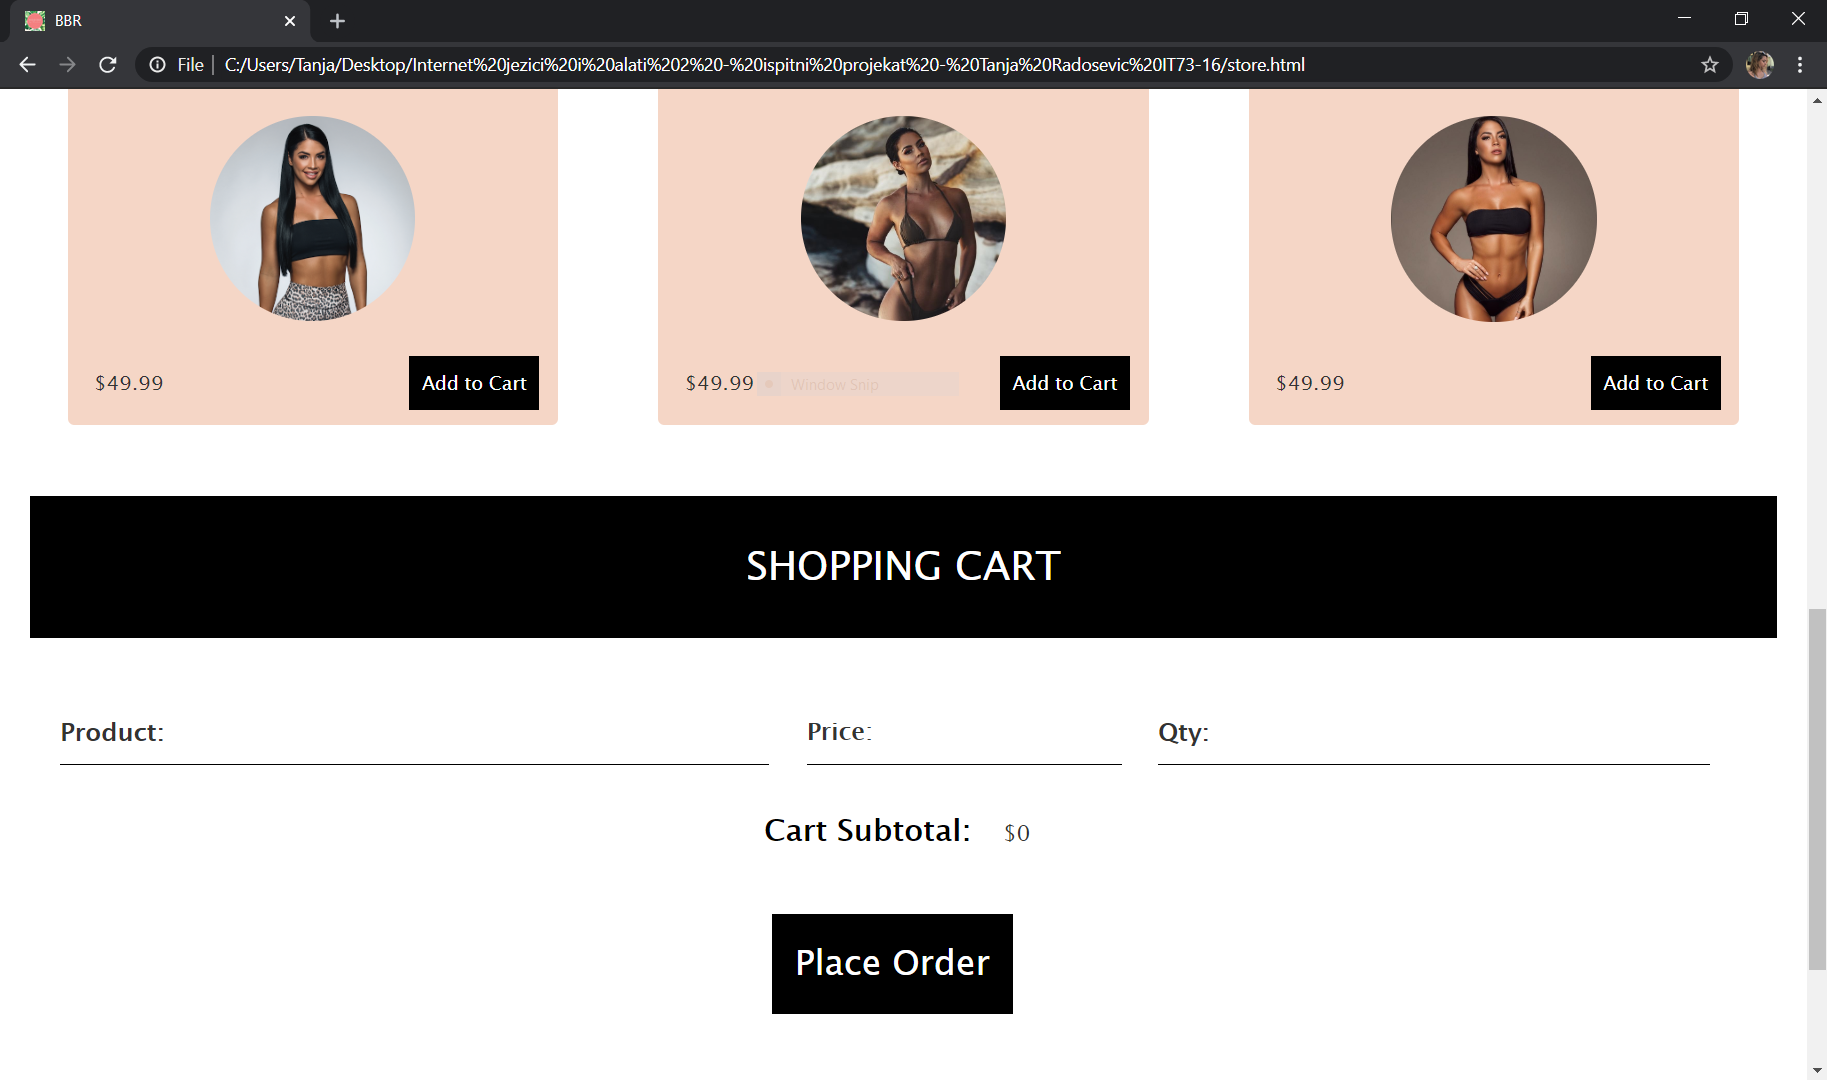 BBR
File
C:/Users/Tanja/Desktop/Internet%20jezici%20i%20alati%202%20-%20ispitni%20projekat%20-%20Tanja%20Radosevic%20IT73-16/store.html
$49.99
Add to Cart
$49.99
Window Snip
Add to Cart
$49.99
Add to Cart
SHOPPING CART
Product:
Price:
Qty:
Cart Subtotal:
$0
Place Order